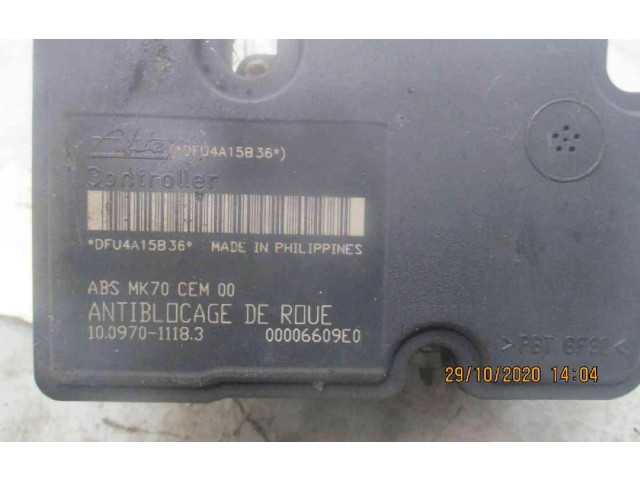 Ate (*DFU4A15B36*)
Controller
*DFU4A15B36* MADE IN PHILIPPINES
ABS MK70 CEM 00
ANTIBLOCAGE DE ROUE
10.0970-1118.3 00006609E0
29/10/2020 14:04